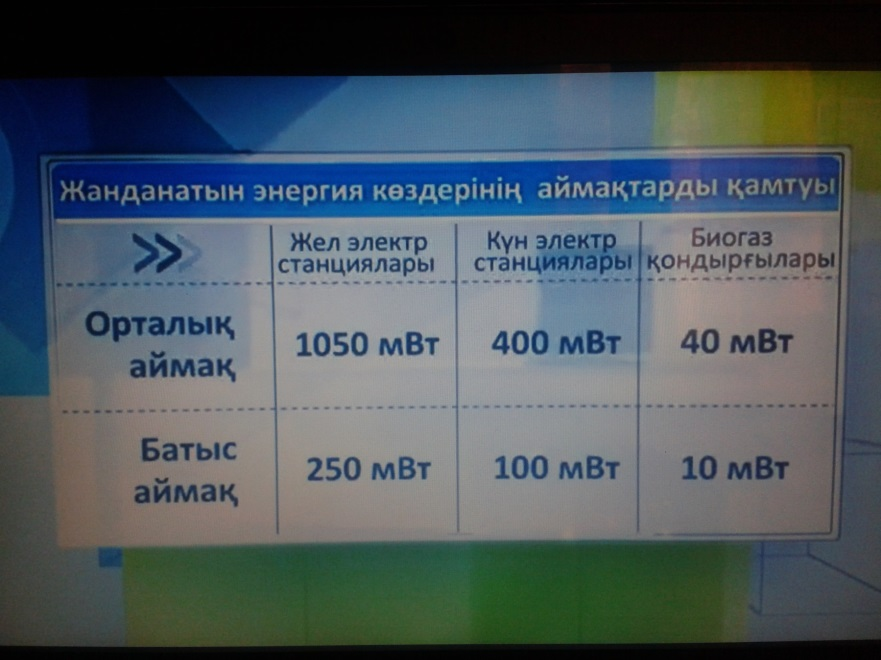 Жанданатын энергия көздерінің аймақтарды қамтуы
Жел электр станциялары
Күн электр станциялары
Биогаз қондырғылары
Орталық аймақ
1050 мВт
400 мВт
40 мВт
Батыс аймақ
250 мВт
100 мВт
10 мВт